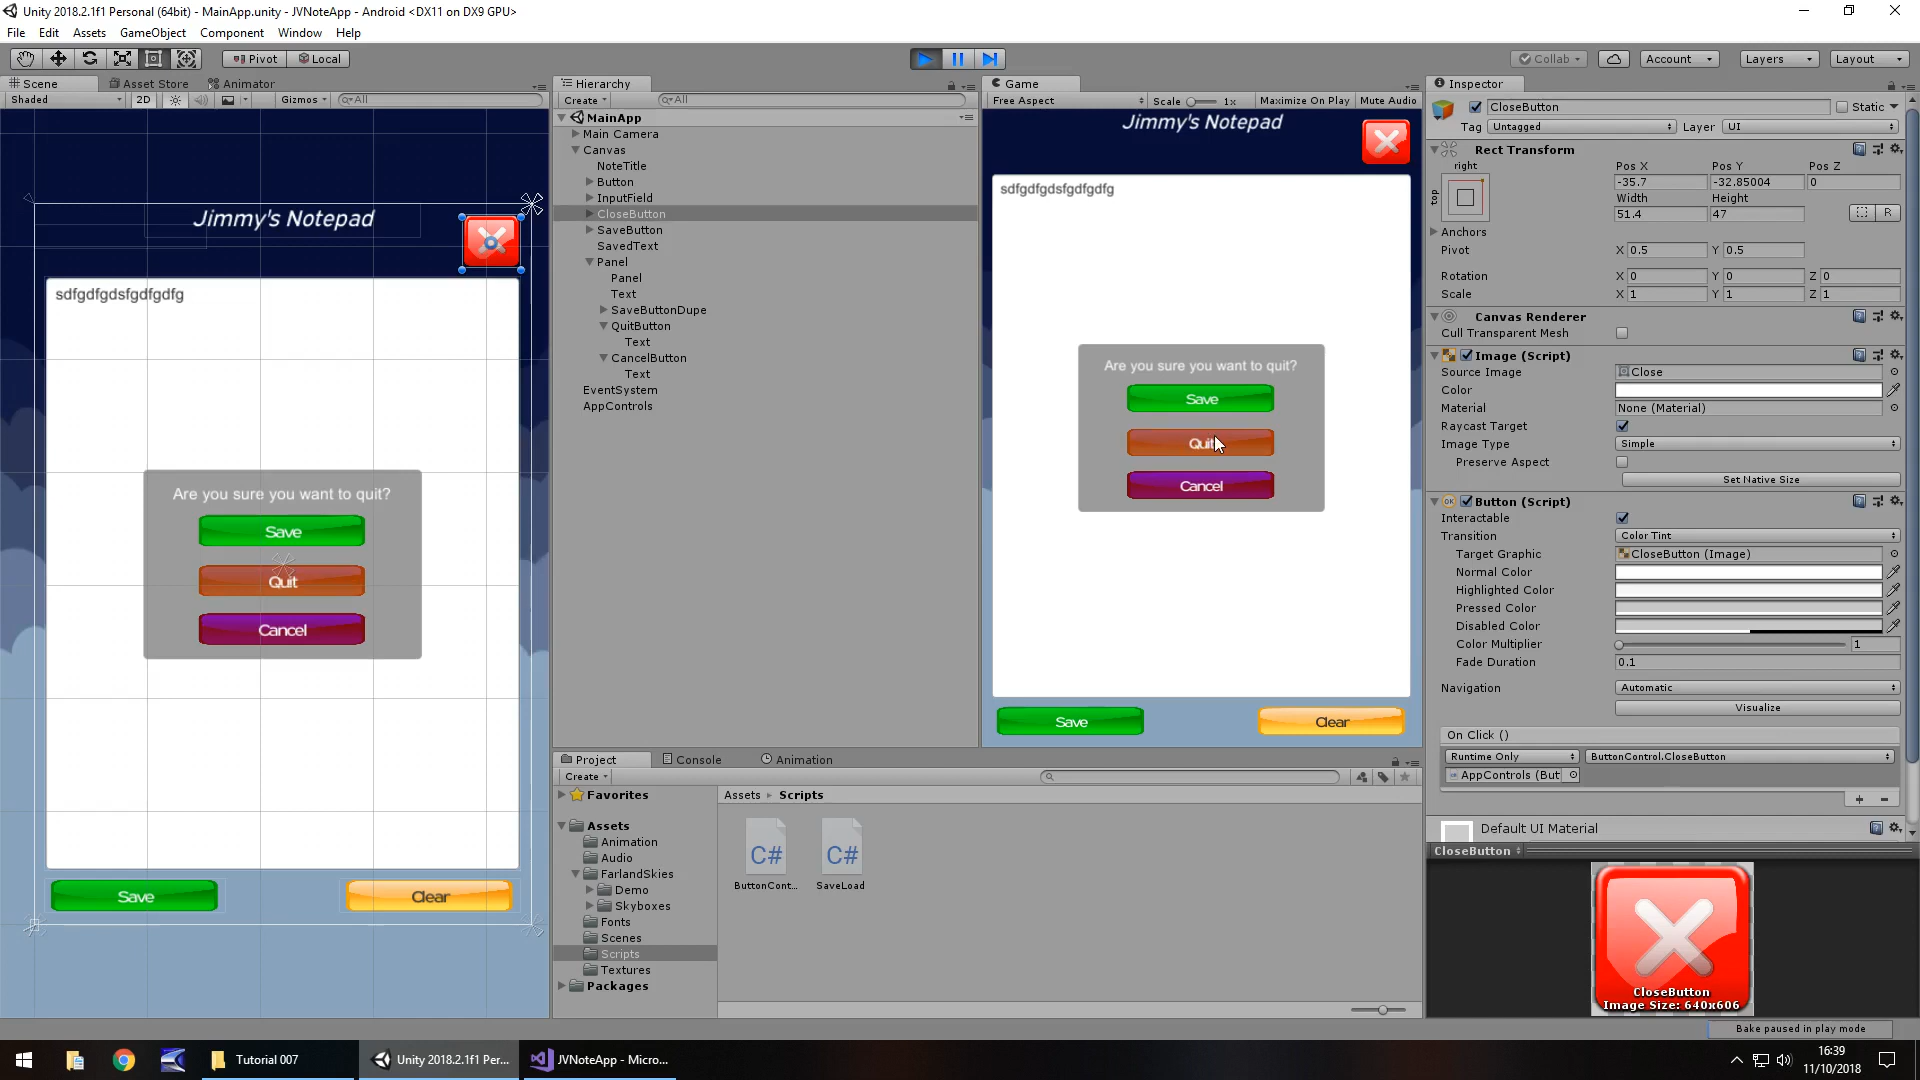 Unity 2018.2.1f1 Personal (64bit) - MainApp.unity - JVNoteApp - Android <DX11 on DX9 GPU>
File Edit Assets GameObject Component Window Help
Pivot Local Collab Account Layers Layout
Scene Asset Store Animator
Shaded 2D Gizmos All
Jimmy's Notepad
sdfgdfgdsfgdfgdfg
Are you sure you want to quit?
Save
Quit
Cancel
Save Clear
Hierarchy
Create All
MainApp
Main Camera
Canvas
NoteTitle
Button
InputField
CloseButton
SaveButton
SavedText
Panel
Panel
Text
SaveButtonDupe
QuitButton
Text
CancelButton
Text
EventSystem
AppControls
Game
Free Aspect Scale 1x Maximize On Play Mute Audio
Jimmy's Notepad
sdfgdfgdsfgdfgdfg
Are you sure you want to quit?
Save
Quit
Cancel
Save Clear
Project Console Animation
Create
Favorites
Assets
Animation
Audio
FarlandSkies
Demo
Skyboxes
Fonts
Scenes
Scripts
Textures
Packages
Assets Scripts
C# C#
ButtonCont... SaveLoad
Inspector
CloseButton Static
Tag Untagged Layer UI
Rect Transform
right
top
Pos X Pos Y Pos Z
-35.7 -32.85004 0
Width Height
51.4 47 R
Anchors
Pivot X 0.5 Y 0.5
Rotation X 0 Y 0 Z 0
Scale X 1 Y 1 Z 1
Canvas Renderer
Cull Transparent Mesh
Image (Script)
Source Image Close
Color
Material None (Material)
Raycast Target
Image Type Simple
Preserve Aspect
Set Native Size
OK Button (Script)
Interactable
Transition Color Tint
Target Graphic CloseButton (Image)
Normal Color
Highlighted Color
Pressed Color
Disabled Color
Color Multiplier 1
Fade Duration 0.1
Navigation Automatic
Visualize
On Click ()
Runtime Only ButtonControl.CloseButton
AppControls (But
Default UI Material
CloseButton
CloseButton
Image Size: 640x606
Bake paused in play mode
Tutorial 007 Unity 2018.2.1f1 Per... JVNoteApp - Micro...
16:39
11/10/2018